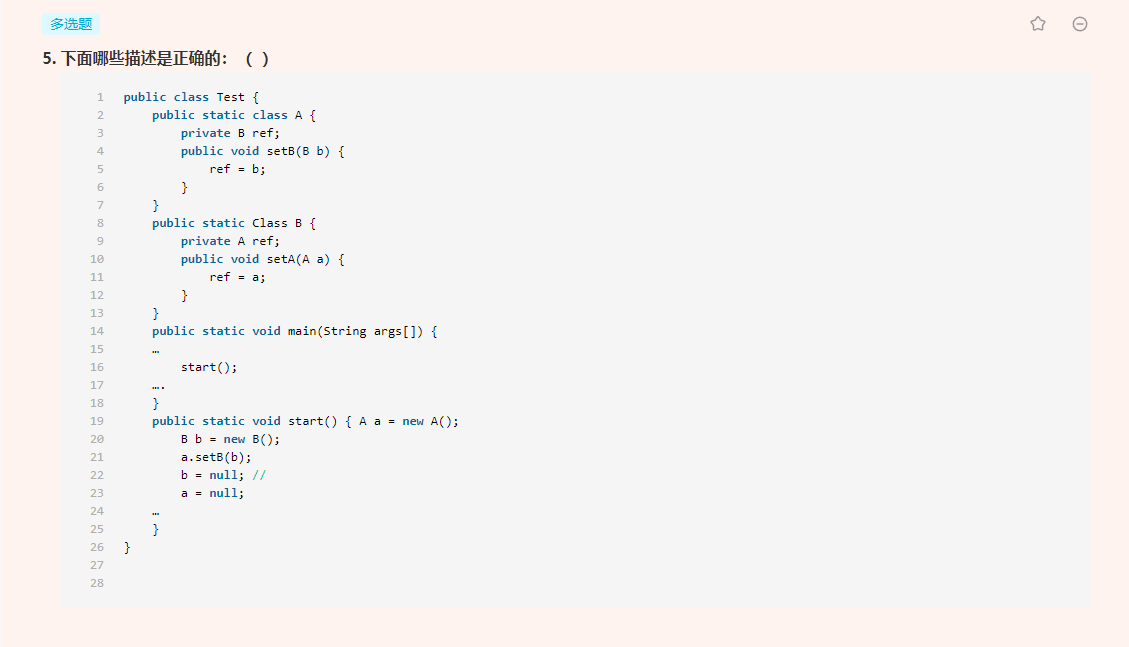 多选题
5. 下面哪些描述是正确的：（ ）
1 public class Test {
2 public static class A {
3 private B ref;
4 public void setB(B b) {
5 ref = b;
6 }
7 }
8 public static Class B {
9 private A ref;
10 public void setA(A a) {
11 ref = a;
12 }
13 }
14 public static void main(String args[]) {
15 …
16 start();
17 ….
18 }
19 public static void start() { A a = new A();
20 B b = new B();
21 a.setB(b);
22 b = null; //
23 a = null;
24 …
25 }
26 }
27
28